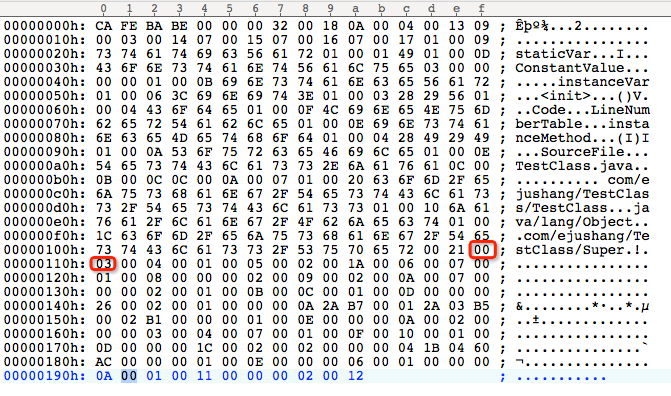 0 1 2 3 4 5 6 7 8 9 a b c d e f
00000000h: CA FE BA BE 00 00 00 32 00 18 0A 00 04 00 13 09 ; Êþº¾...2........
00000010h: 00 03 00 14 07 00 15 07 00 16 07 00 17 01 00 09 ; ................
00000020h: 73 74 61 74 69 63 56 61 72 01 00 01 49 01 00 0D ; staticVar...I...
00000030h: 43 6F 6E 73 74 61 6E 74 56 61 6C 75 65 03 00 00 ; ConstantValue...
00000040h: 00 00 01 00 0B 69 6E 73 74 61 6E 63 65 56 61 72 ; .....instanceVar
00000050h: 01 00 06 3C 69 6E 69 74 3E 01 00 03 28 29 56 01 ; ...<init>...()V.
00000060h: 00 04 43 6F 64 65 01 00 0F 4C 69 6E 65 4E 75 6D ; ..Code...LineNum
00000070h: 62 65 72 54 61 62 6C 65 01 00 0E 69 6E 73 74 61 ; berTable...insta
00000080h: 6E 63 65 4D 65 74 68 6F 64 01 00 04 28 49 29 49 ; nceMethod...(I)I
00000090h: 01 00 0A 53 6F 75 72 63 65 46 69 6C 65 01 00 0E ; ...SourceFile...
000000a0h: 54 65 73 74 43 6C 61 73 73 2E 6A 61 76 61 0C 00 ; TestClass.java..
000000b0h: 0B 00 0C 0C 00 0A 00 07 01 00 20 63 6F 6D 2F 65 ; .......... com/e
000000c0h: 6A 75 73 68 61 6E 67 2F 54 65 73 74 43 6C 61 73 ; jushang/TestClas
000000d0h: 73 2F 54 65 73 74 43 6C 61 73 73 01 00 10 6A 61 ; s/TestClass...ja
000000e0h: 76 61 2F 6C 61 6E 67 2F 4F 62 6A 65 63 74 01 00 ; va/lang/Object..
000000f0h: 1C 63 6F 6D 2F 65 6A 75 73 68 61 6E 67 2F 54 65 ; .com/ejushang/Te
00000100h: 73 74 43 6C 61 73 73 2F 53 75 70 65 72 00 21 00 ; stClass/Super.!.
00000110h: 03 00 04 00 01 00 05 00 02 00 1A 00 06 00 07 00 ; ................
00000120h: 01 00 08 00 00 00 02 00 09 00 02 00 0A 00 07 00 ; ................
00000130h: 00 00 02 00 01 00 0B 00 0C 00 01 00 0D 00 00 00 ; ................
00000140h: 26 00 02 00 01 00 00 00 0A 2A B7 00 01 2A 03 B5 ; &........*·..*.µ
00000150h: 00 02 B1 00 00 00 01 00 0E 00 00 00 0A 00 02 00 ; ..±.............
00000160h: 00 00 03 00 04 00 07 00 01 00 0F 00 10 00 01 00 ; ................
00000170h: 0D 00 00 00 1C 00 02 00 02 00 00 00 04 1B 04 60 ; ...............`
00000180h: AC 00 00 00 01 00 0E 00 00 00 06 00 01 00 00 00 ; ¬...............
00000190h: 0A 00 01 00 11 00 00 00 02 00 12 ; ...........